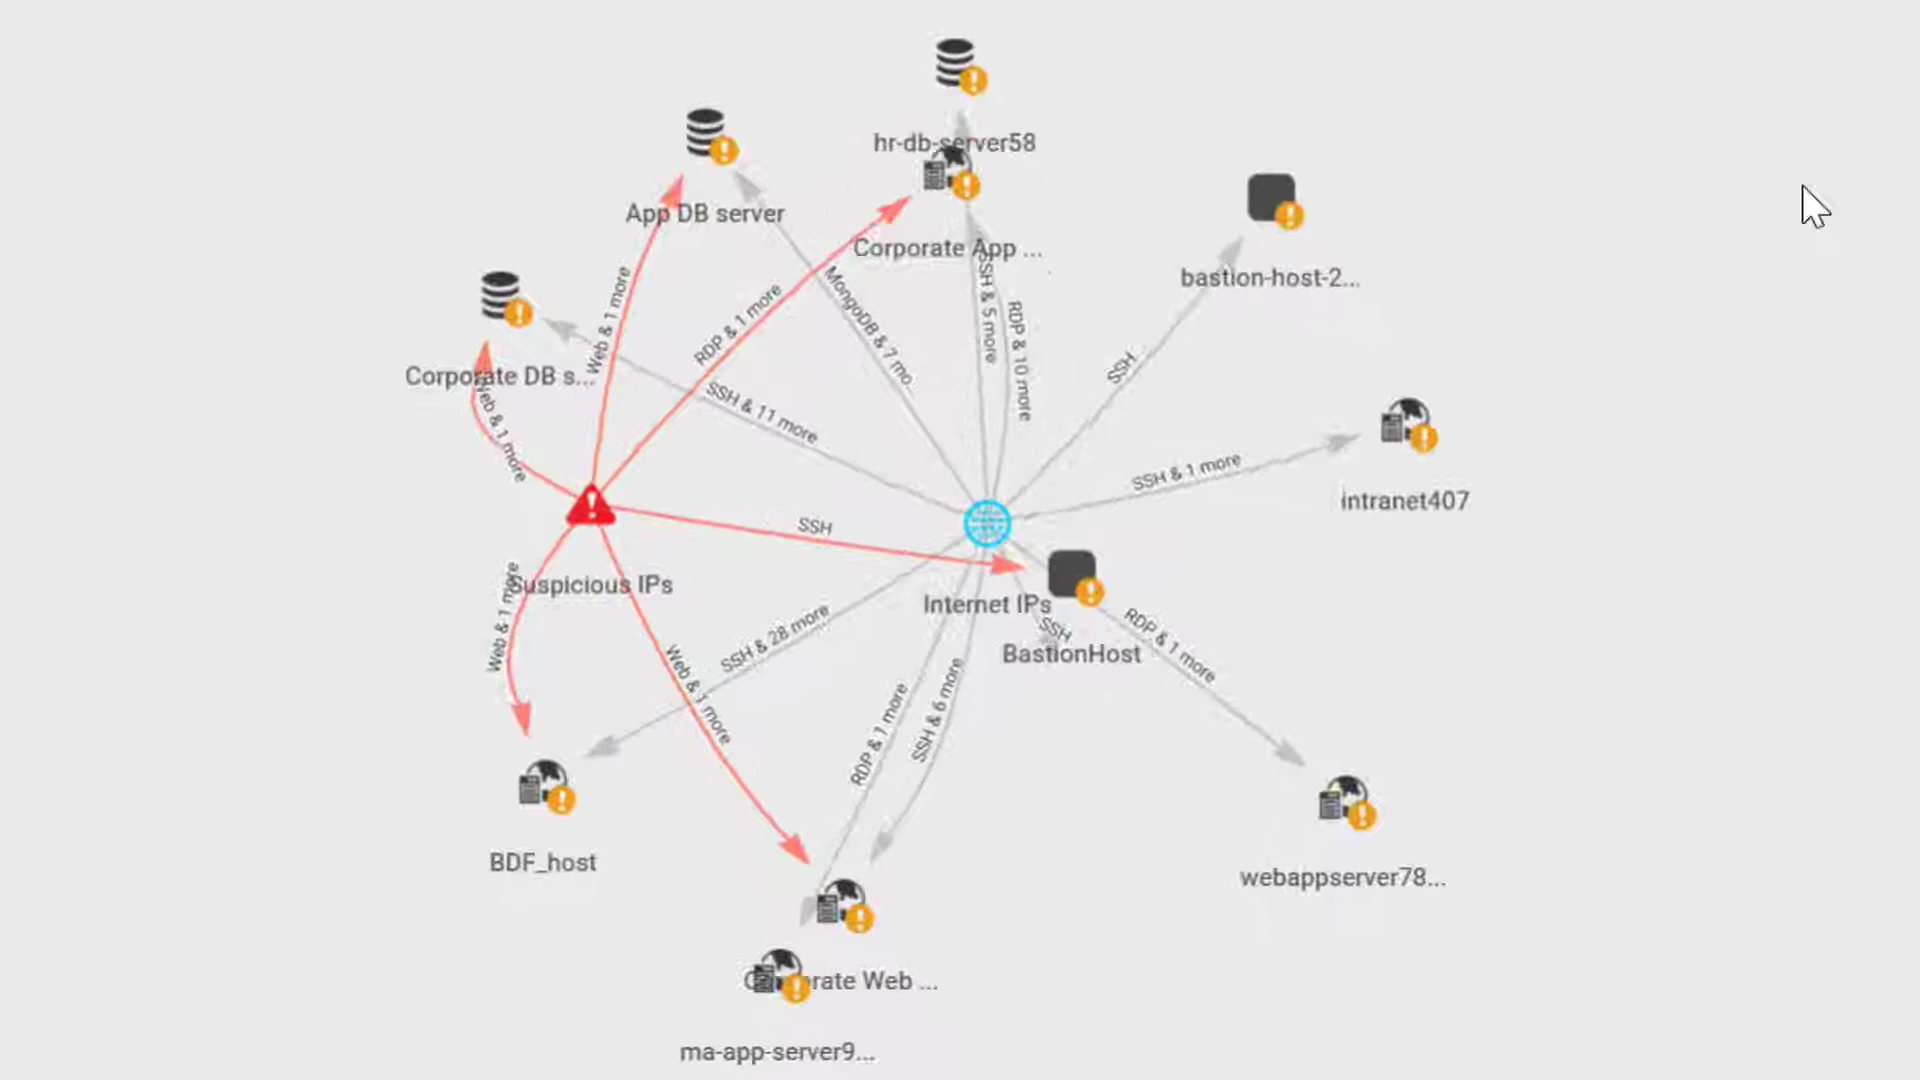 hr-db-server58
App DB server
Corporate App ...
bastion-host-2...
Web & 1 more
RDP & 1 more
MongoDB & 7 mo...
SSH & 5 more
RDP & 10 more
SSH
Corporate DB s...
Web & 1 more
SSH & 11 more
SSH & 1 more
intranet407
SSH
Suspicious IPs
Internet IPs
SSH
BastionHost
Web & 1 more
SSH & 28 more
Web & 1 more
RDP & 1 more
SSH & 6 more
RDP & 1 more
BDF_host
webappserver78...
Corporate Web ...
ma-app-server9...